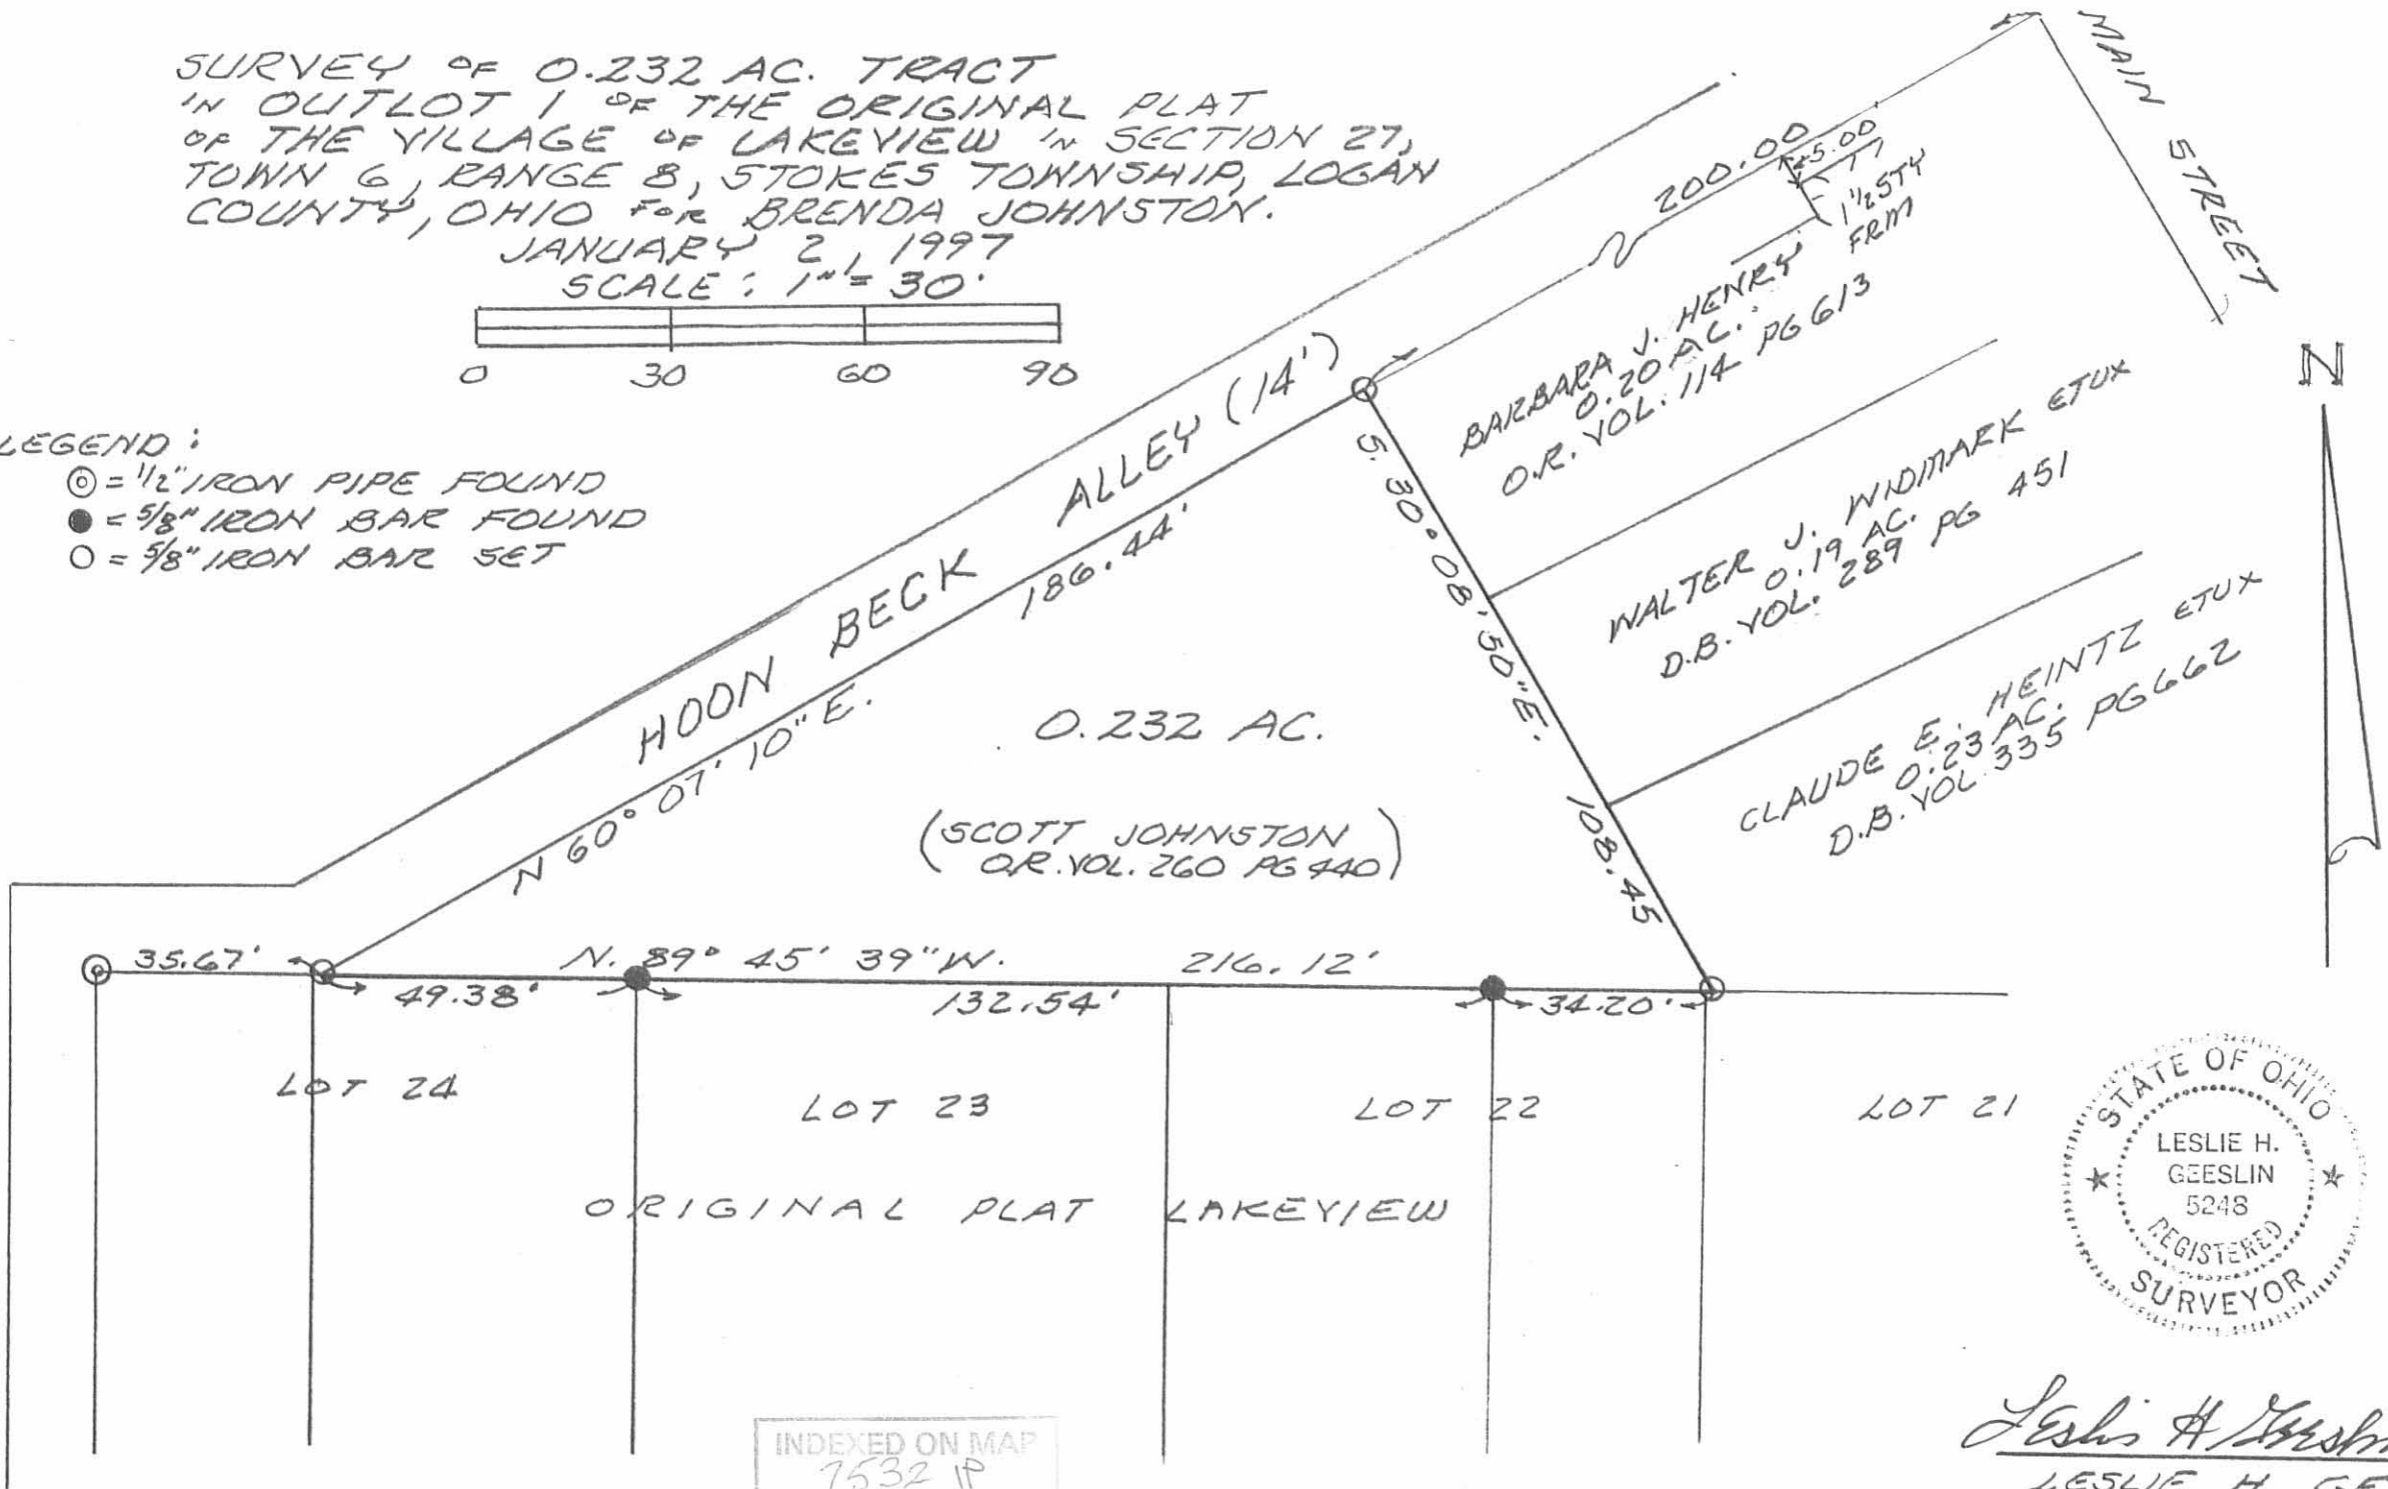 SURVEY OF 0.232 AC. TRACT
IN OUTLOT 1 OF THE ORIGINAL PLAT
OF THE VILLAGE OF LAKEVIEW IN SECTION 27,
TOWN 6, RANGE 8, STOKES TOWNSHIP, LOGAN
COUNTY, OHIO FOR BRENDA JOHNSTON.
JANUARY 2, 1997
SCALE: 1" = 30'
0 30 60 90
LEGEND:
◎ = 1/2" IRON PIPE FOUND
● = 5/8" IRON BAR FOUND
○ = 5/8" IRON BAR SET
MAIN STREET
N
200.00
25.00
1 1/2 STY
FRM
BARBARA J. HENRY
0.20 AC.
O.R. VOL. 114 PG 613
WALTER J. WIDMARK ETUX
0.19 AC.
D.B. VOL. 289 PG 451
CLAUDE E. HEINTZ ETUX
0.23 AC.
D.B. VOL. 335 PG 662
HOON BECK ALLEY (14')
N 60° 07' 10" E. 186.44'
S. 30° 08' 50" E. 108.45
0.232 AC.
(SCOTT JOHNSTON
O.R. VOL. 260 PG 440)
35.67' N. 89° 45' 39" W. 216.12'
49.38' 132.54' 34.20'
LOT 24 LOT 23 LOT 22 LOT 21
ORIGINAL PLAT LAKEVIEW
STATE OF OHIO
LESLIE H.
GEESLIN
5248
REGISTERED
SURVEYOR
INDEXED ON MAP
7532 IP
Leslie H Geeslin
LESLIE H. GE